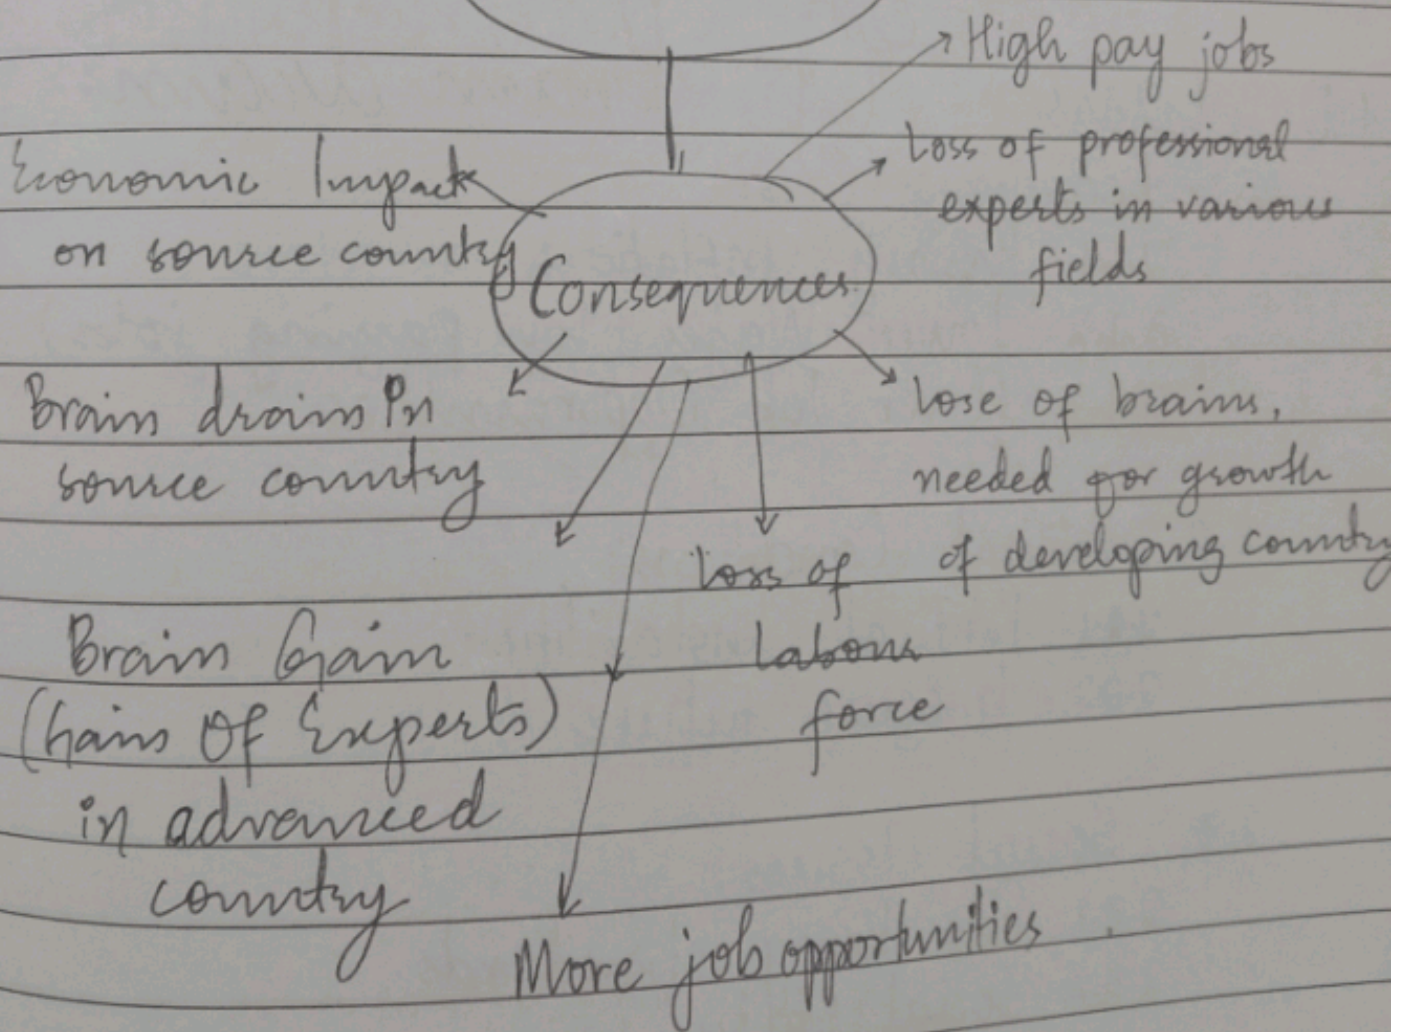 High pay jobs
Loss of professional
experts in various
fields
Economic Impact
on source country
Consequences
Brain drain in
source country
lose of brains,
needed for growth
of developing country
loss of
labour
force
Brain Gain
(Gain Of Experts)
in advanced
country
More job opportunities